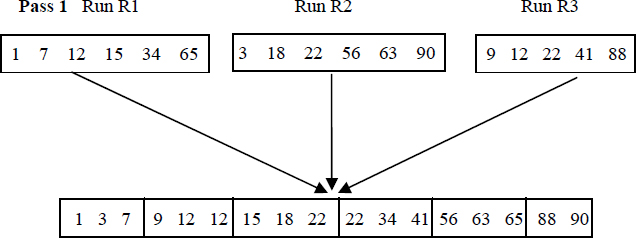 Pass 1 Run R1 Run R2 Run R3
1 7 12 15 34 65 3 18 22 56 63 90 9 12 22 41 88
1 3 7 9 12 12 15 18 22 22 34 41 56 63 65 88 90